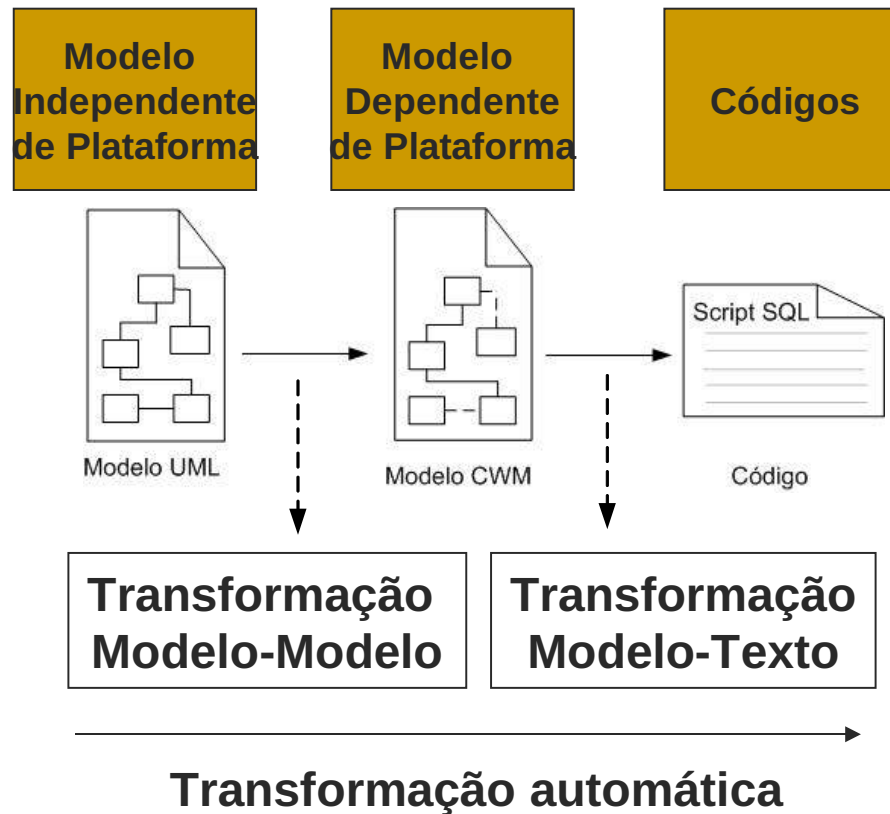 Modelo
Independente
de Plataforma
Modelo
Dependente
de Plataforma
Códigos
Script SQL
Modelo UML
Modelo CWM
Código
Transformação
Modelo-Modelo
Transformação
Modelo-Texto
Transformação automática